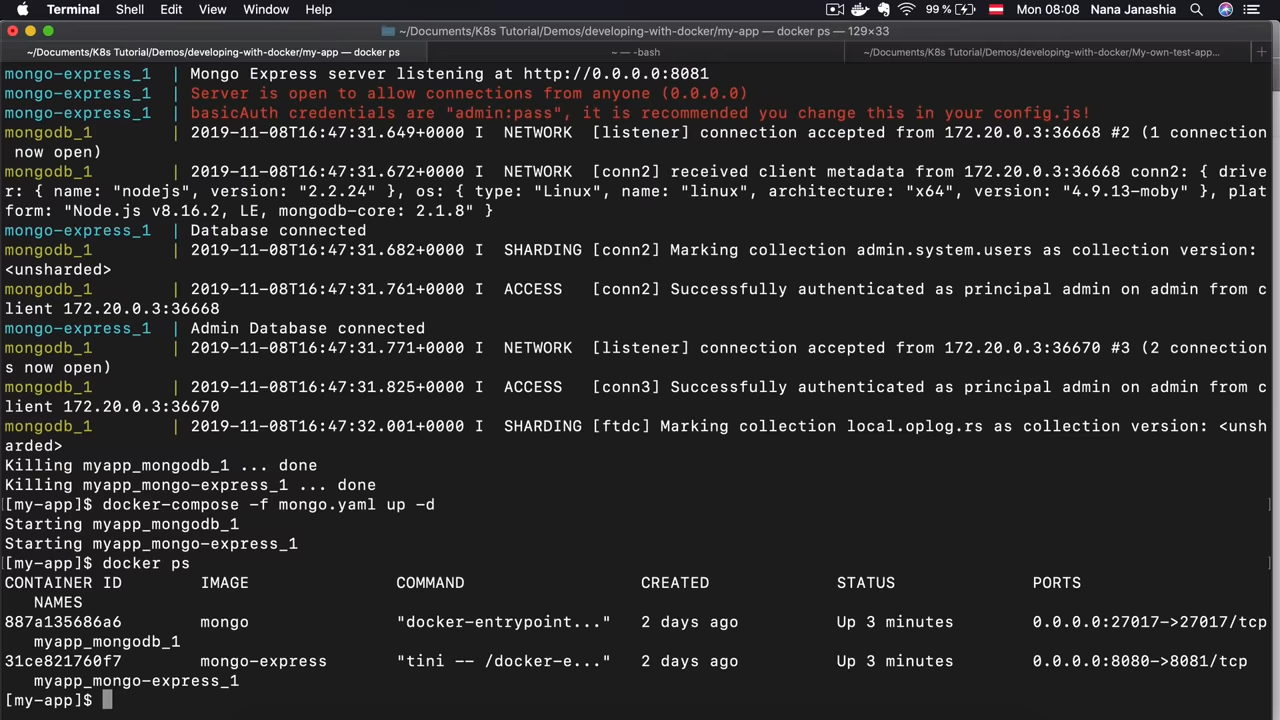 Terminal Shell Edit View Window Help 99 % Mon 08:08 Nana Janashia
~/Documents/K8s Tutorial/Demos/developing-with-docker/my-app — docker ps — 129×33
~/Documents/K8s Tutorial/Demos/developing-with-docker/my-app — docker ps ~ — -bash ~/Documents/K8s Tutorial/Demos/developing-with-docker/My-own-test-app... +
mongo-express_1 | Mongo Express server listening at http://0.0.0.0:8081
mongo-express_1 | Server is open to allow connections from anyone (0.0.0.0)
mongo-express_1 | basicAuth credentials are "admin:pass", it is recommended you change this in your config.js!
mongodb_1 | 2019-11-08T16:47:31.649+0000 I NETWORK [listener] connection accepted from 172.20.0.3:36668 #2 (1 connection
now open)
mongodb_1 | 2019-11-08T16:47:31.672+0000 I NETWORK [conn2] received client metadata from 172.20.0.3:36668 conn2: { drive
r: { name: "nodejs", version: "2.2.24" }, os: { type: "Linux", name: "linux", architecture: "x64", version: "4.9.13-moby" }, plat
form: "Node.js v8.16.2, LE, mongodb-core: 2.1.8" }
mongo-express_1 | Database connected
mongodb_1 | 2019-11-08T16:47:31.682+0000 I SHARDING [conn2] Marking collection admin.system.users as collection version:
<unsharded>
mongodb_1 | 2019-11-08T16:47:31.761+0000 I ACCESS [conn2] Successfully authenticated as principal admin on admin from c
lient 172.20.0.3:36668
mongo-express_1 | Admin Database connected
mongodb_1 | 2019-11-08T16:47:31.771+0000 I NETWORK [listener] connection accepted from 172.20.0.3:36670 #3 (2 connection
s now open)
mongodb_1 | 2019-11-08T16:47:31.825+0000 I ACCESS [conn3] Successfully authenticated as principal admin on admin from c
lient 172.20.0.3:36670
mongodb_1 | 2019-11-08T16:47:32.001+0000 I SHARDING [ftdc] Marking collection local.oplog.rs as collection version: <unsh
arded>
Killing myapp_mongodb_1 ... done
Killing myapp_mongo-express_1 ... done
[my-app]$ docker-compose -f mongo.yaml up -d
Starting myapp_mongodb_1
Starting myapp_mongo-express_1
[my-app]$ docker ps
CONTAINER ID IMAGE COMMAND CREATED STATUS PORTS
NAMES
887a135686a6 mongo "docker-entrypoint..." 2 days ago Up 3 minutes 0.0.0.0:27017->27017/tcp
myapp_mongodb_1
31ce821760f7 mongo-express "tini -- /docker-e..." 2 days ago Up 3 minutes 0.0.0.0:8080->8081/tcp
myapp_mongo-express_1
[my-app]$